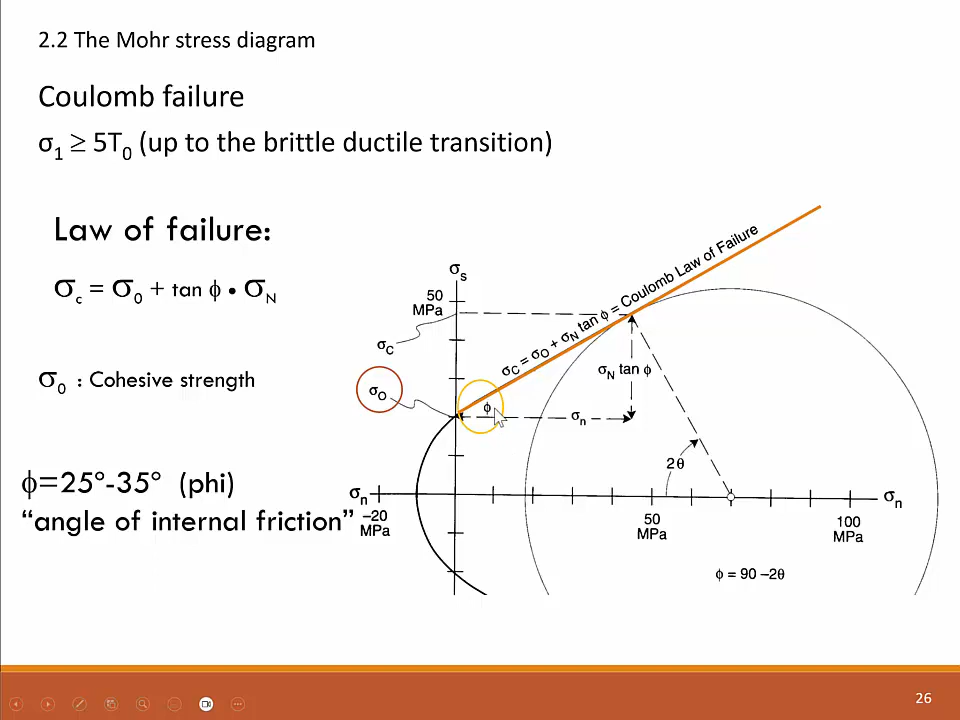 2.2 The Mohr stress diagram
Coulomb failure
σ₁ ≥ 5T₀ (up to the brittle ductile transition)
Law of failure:
σc = σ₀ + tan ϕ • σN
σ₀ : Cohesive strength
ϕ=25°-35° (phi)
“angle of internal friction”
σs
50
MPa
σC
σO
ϕ
σC = σO + σN tan ϕ = Coulomb Law of Failure
σN tan ϕ
σn
2θ
σn
–20
MPa
50
MPa
100
MPa
σn
ϕ = 90 –2θ
26